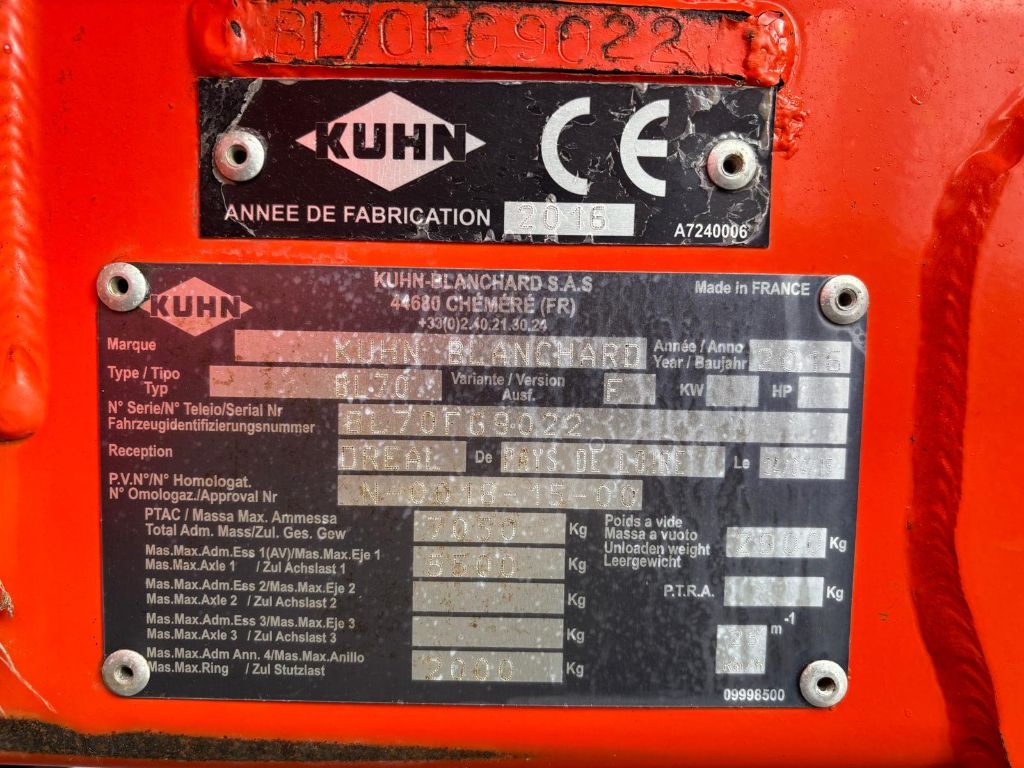 BL70FG9022
KUHN CE
ANNEE DE FABRICATION 2016
A7240006
KUHN
KUHN-BLANCHARD S.A.S
44680 CHÉMÉRÉ (FR)
+33(0)2.40.21.30.24
Made in FRANCE
Marque KUHN BLANCHARD Année / Anno 2016
Year / Baujahr
Type / Tipo BL70 Variante / Version F KW HP
Typ Ausf.
N° Serie/N° Teleio/Serial Nr BL70FG9022
Fahrzeugidentifizierungsnummer
Reception DREAL De PAYS DE LOIRE Le
P.V.N°/N° Homologat. N-0018-15-00
N° Omologaz./Approval Nr
PTAC / Massa Max. Ammessa 7050 Kg
Total Adm. Mass/Zul. Ges. Gew
Poids a vide
Massa a vuoto
Unloaden weight Kg
Leergewicht
Mas.Max.Adm.Ess 1(AV)/Mas.Max.Eje 1 5500 Kg
Mas.Max.Axle 1 / Zul Achslast 1
Mas.Max.Adm.Ess 2/Mas.Max.Eje 2 Kg
Mas.Max.Axle 2 / Zul Achslast 2
P.T.R.A. Kg
Mas.Max.Adm.Ess 3/Mas.Max.Eje 3 Kg
Mas.Max.Axle 3 / Zul Achslast 3
25 m-1
Km/h
Mas.Max.Adm Ann. 4/Mas.Max.Anillo 2000 Kg
Mas.Max.Ring / Zul Stutzlast
09998500